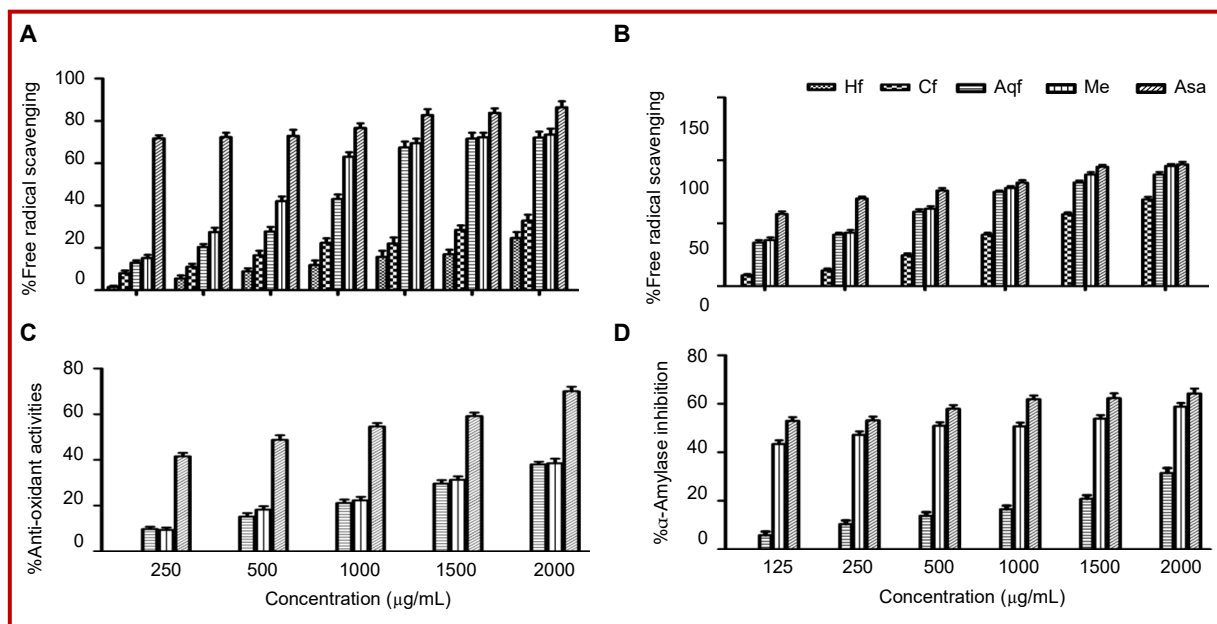 A
%Free radical scavenging
100
80
60
40
20
0
B
%Free radical scavenging
Hf Cf Aqf Me Asa
150
100
50
0
C
%Anti-oxidant activities
80
60
40
20
0
250 500 1000 1500 2000
Concentration (μg/mL)
D
%α-Amylase inhibition
80
60
40
20
0
125 250 500 1000 1500 2000
Concentration (μg/mL)